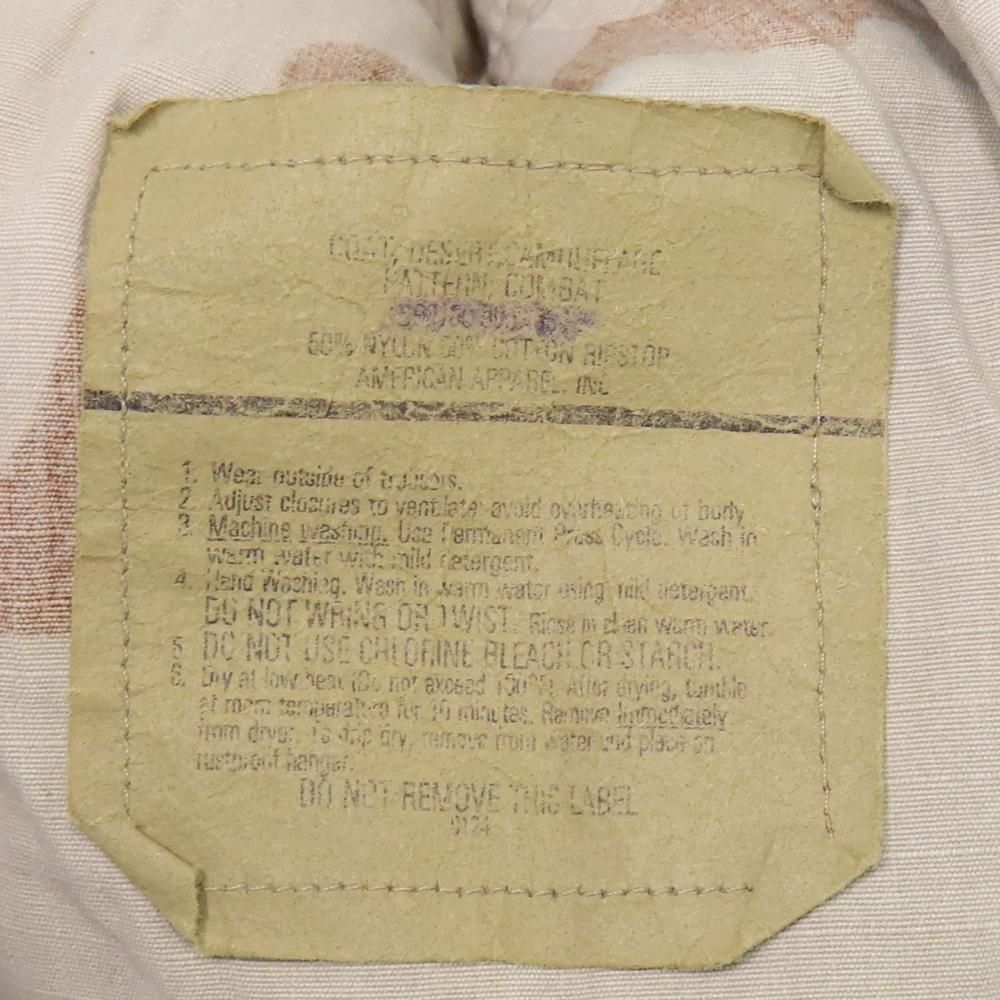 COAT, DESERT CAMOUFLAGE
PATTERN: COMBAT
50% NYLON 50% COTTON RIPSTOP
AMERICAN APPAREL, INC
1. Wear outside of trousers.
2. Adjust closures to ventilate: avoid overheating of body
3. Machine washing. Use Permanent Press Cycle. Wash in
warm water with mild detergent.
4. Hand Washing. Wash in warm water using mild detergent.
DO NOT WRING OR TWIST. Rinse in clean warm water.
5. DO NOT USE CHLORINE BLEACH OR STARCH.
6. Dry at low heat (Do not exceed After drying, tumble
at room temperature for 10 minutes. Remove immediately
from dryer. To drip dry, remove from water and place on
rustproof hanger.
DO NOT REMOVE THIS LABEL